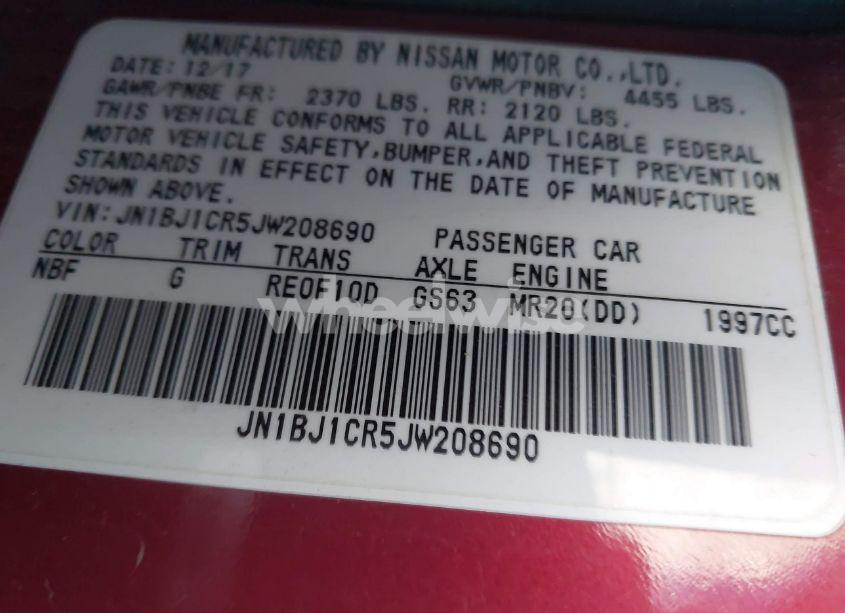 MANUFACTURED BY NISSAN MOTOR CO.,LTD.
DATE: 12/17 GVWR/PNBV: 4455 LBS.
GAWR/PNBE FR: 2370 LBS. RR: 2120 LBS.
THIS VEHICLE CONFORMS TO ALL APPLICABLE FEDERAL
MOTOR VEHICLE SAFETY,BUMPER,AND THEFT PREVENTION
STANDARDS IN EFFECT ON THE DATE OF MANUFACTURE
SHOWN ABOVE.
VIN:JN1BJ1CR5JW208690 PASSENGER CAR
COLOR TRIM TRANS AXLE ENGINE
NBF G RE0F10D GS63 MR20(DD) 1997CC
wheelwise
JN1BJ1CR5JW208690